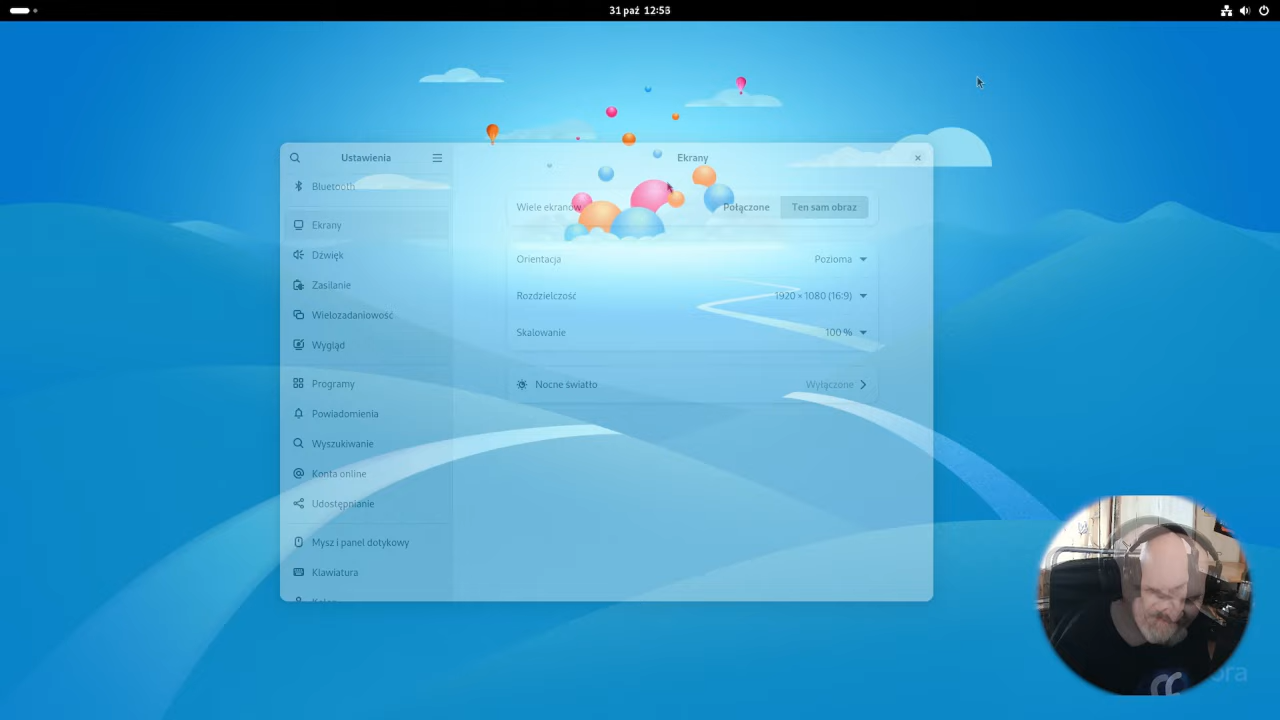 31 paź 12:53
Ustawienia
Ekrany
Bluetooth
Ekrany
Dźwięk
Zasilanie
Wielozadaniowość
Wygląd
Programy
Powiadomienia
Wyszukiwanie
Konta online
Udostępnianie
Mysz i panel dotykowy
Klawiatura
Wiele ekranów
Połączone
Ten sam obraz
Orientacja
Pozioma
Rozdzielczość
1920 × 1080 (16:9)
Skalowanie
100 %
Nocne światło
Wyłączone
ora